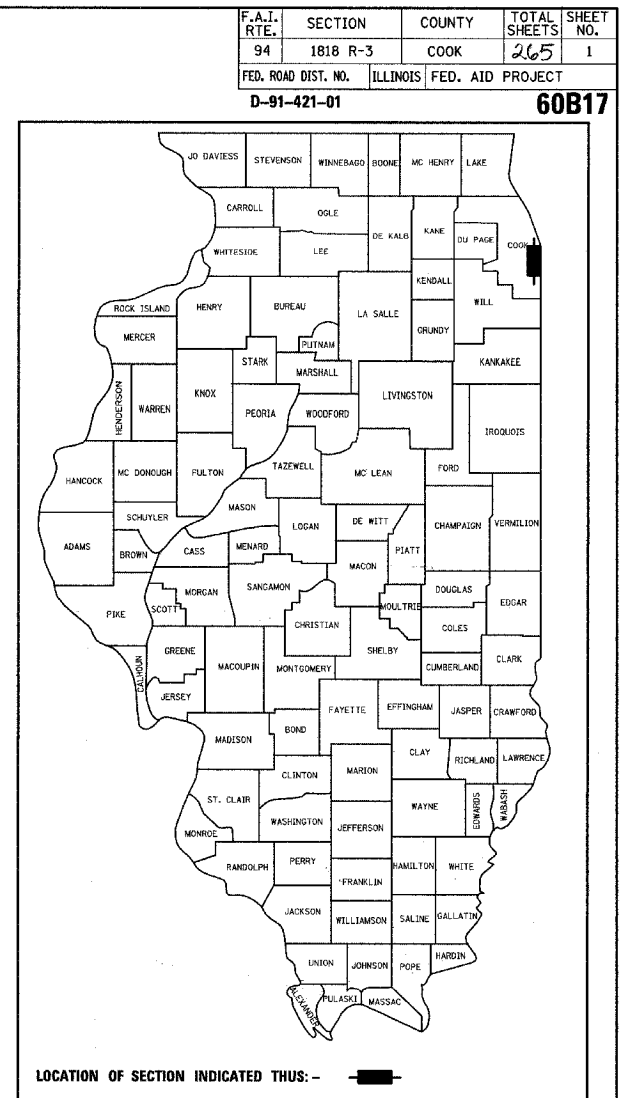 F.A.I. RTE. SECTION COUNTY TOTAL SHEETS SHEET NO.
94 1818 R-3 COOK 265 1
FED. ROAD DIST. NO. ILLINOIS FED. AID PROJECT
D-91-421-01 60B17
JO DAVIESS STEVENSON WINNEBAGO BOONE MC HENRY LAKE
CARROLL OGLE DE KALB KANE DU PAGE COOK
WHITESIDE LEE KENDALL WILL
ROCK ISLAND HENRY BUREAU LA SALLE GRUNDY
MERCER PUTNAM KANKAKEE
STARK MARSHALL
HENDERSON WARREN KNOX PEORIA WOODFORD LIVINGSTON IROQUOIS
HANCOCK MC DONOUGH FULTON TAZEWELL MC LEAN FORD
SCHUYLER MASON LOGAN DE WITT CHAMPAIGN VERMILION
ADAMS BROWN CASS MENARD MACON PIATT
PIKE SCOTT MORGAN SANGAMON MOULTRIE DOUGLAS EDGAR
CHRISTIAN COLES
GREENE MACOUPIN MONTGOMERY SHELBY CUMBERLAND CLARK
CALHOUN JERSEY FAYETTE EFFINGHAM JASPER CRAWFORD
MADISON BOND CLAY RICHLAND LAWRENCE
CLINTON MARION
ST. CLAIR WAYNE EDWARDS WABASH
MONROE WASHINGTON JEFFERSON
RANDOLPH PERRY HAMILTON WHITE
FRANKLIN
JACKSON WILLIAMSON SALINE GALLATIN
UNION JOHNSON POPE HARDIN
ALEXANDER PULASKI MASSAC
LOCATION OF SECTION INDICATED THUS: -